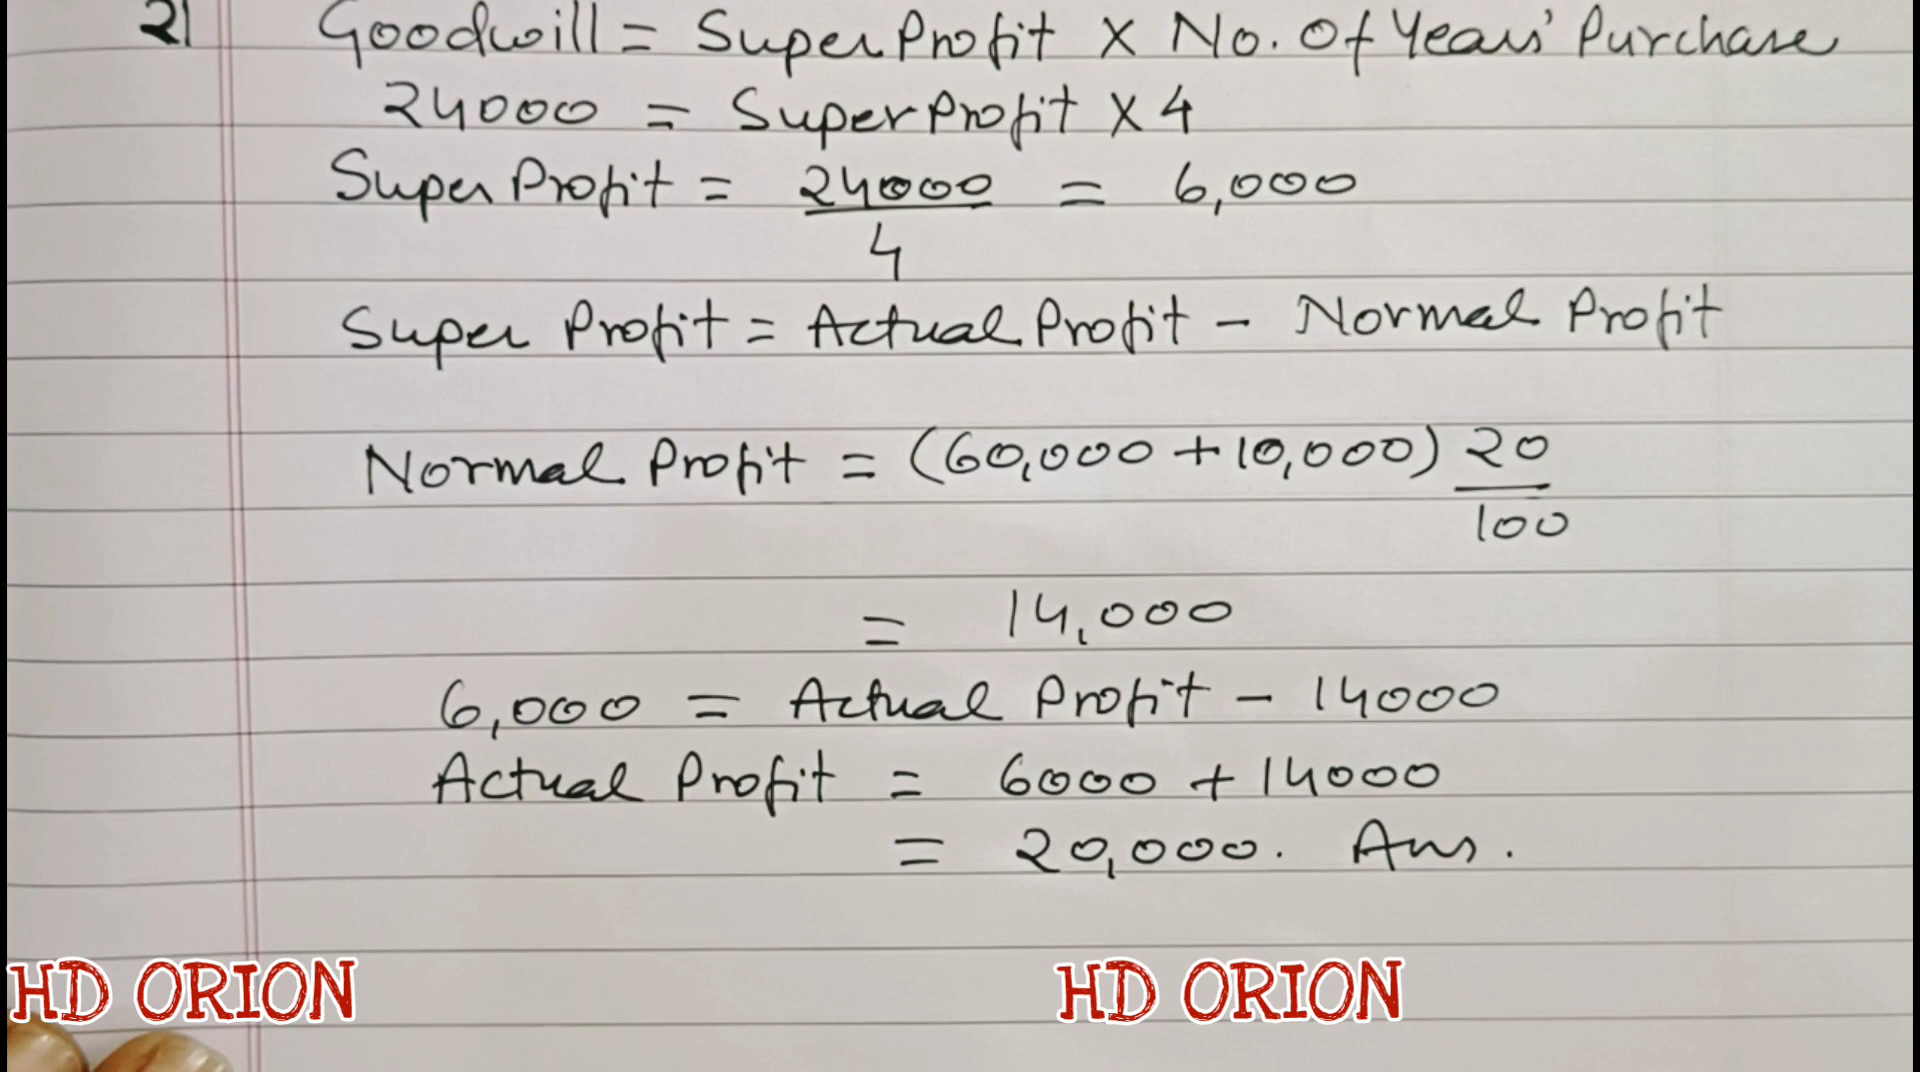 21 Goodwill = Super Profit × No. Of Years' Purchase
24000 = Super Profit × 4
Super Profit = 24000 = 6,000
4
Super Profit = Actual Profit - Normal Profit
Normal Profit = (60,000 + 10,000) 20
100
= 14,000
6,000 = Actual Profit - 14000
Actual Profit = 6000 + 14000
= 20,000. Ans.
HD ORION HD ORION